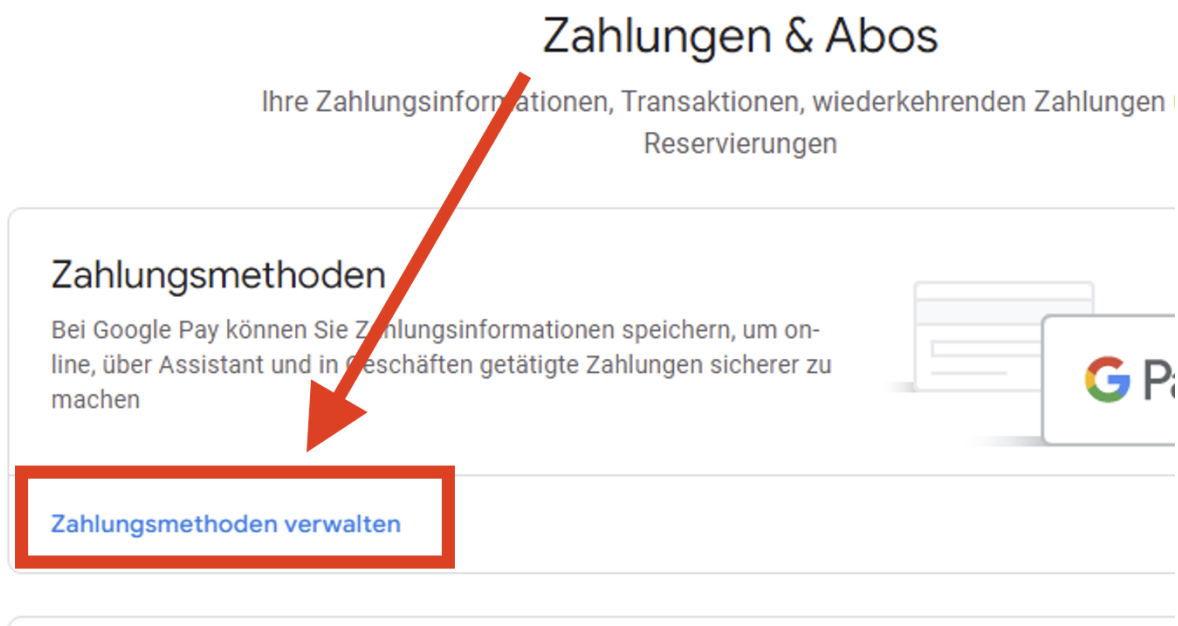 Zahlungen & Abos
Ihre Zahlungsinformationen, Transaktionen, wiederkehrenden Zahlungen
Reservierungen
Zahlungsmethoden
Bei Google Pay können Sie Zahlungsinformationen speichern, um on-
line, über Assistant und in Geschäften getätigte Zahlungen sicherer zu
machen
G Pa
Zahlungsmethoden verwalten